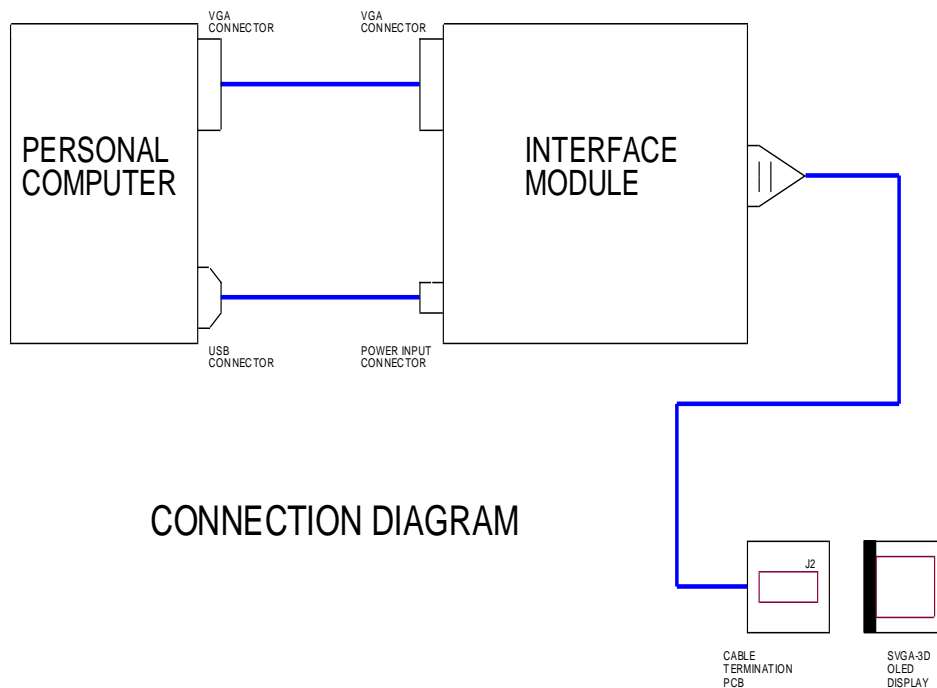 VGA
CONNECTOR
VGA
CONNECTOR
PERSONAL
COMPUTER
INTERFACE
MODULE
USB
CONNECTOR
POWER INPUT
CONNECTOR
CONNECTION DIAGRAM
J2
CABLE
TERMINATION
PCB
SVGA-3D
OLED
DISPLAY